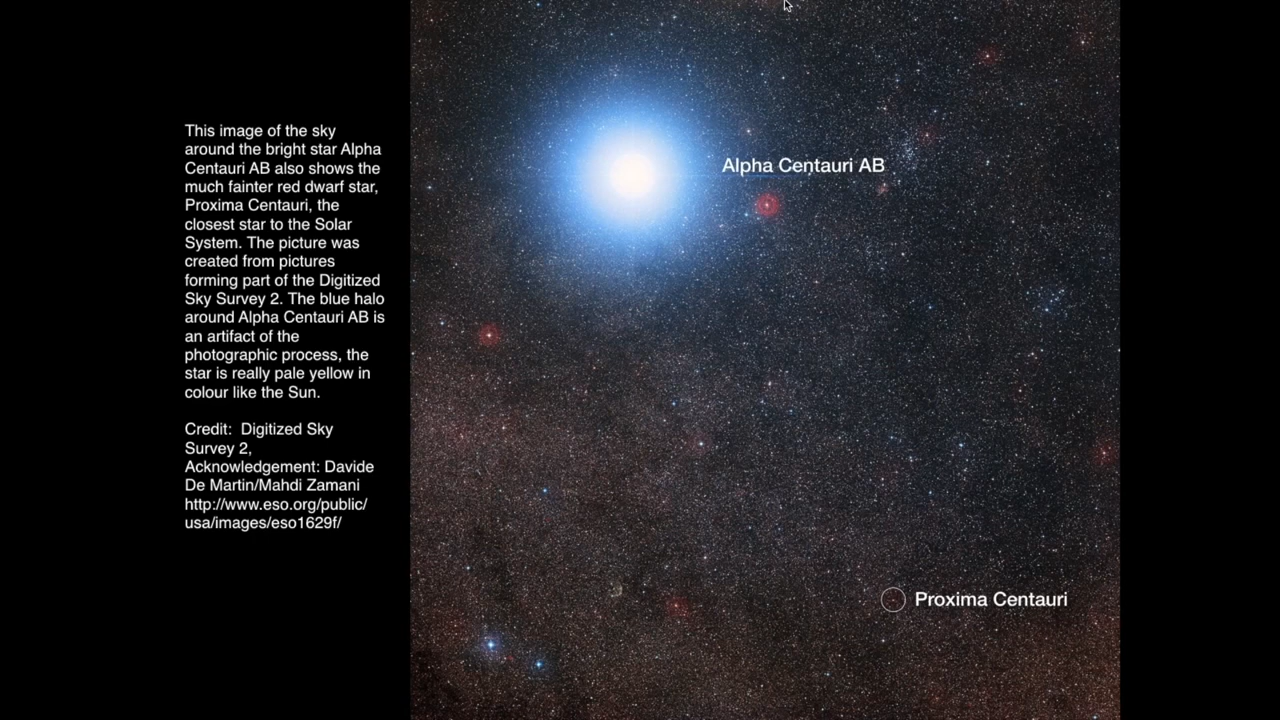 This image of the sky
around the bright star Alpha
Centauri AB also shows the
much fainter red dwarf star,
Proxima Centauri, the
closest star to the Solar
System. The picture was
created from pictures
forming part of the Digitized
Sky Survey 2. The blue halo
around Alpha Centauri AB is
an artifact of the
photographic process, the
star is really pale yellow in
colour like the Sun.
Credit:  Digitized Sky
Survey 2,
Acknowledgement: Davide
De Martin/Mahdi Zamani
http://www.eso.org/public/
usa/images/eso1629f/
Alpha Centauri AB
Proxima Centauri